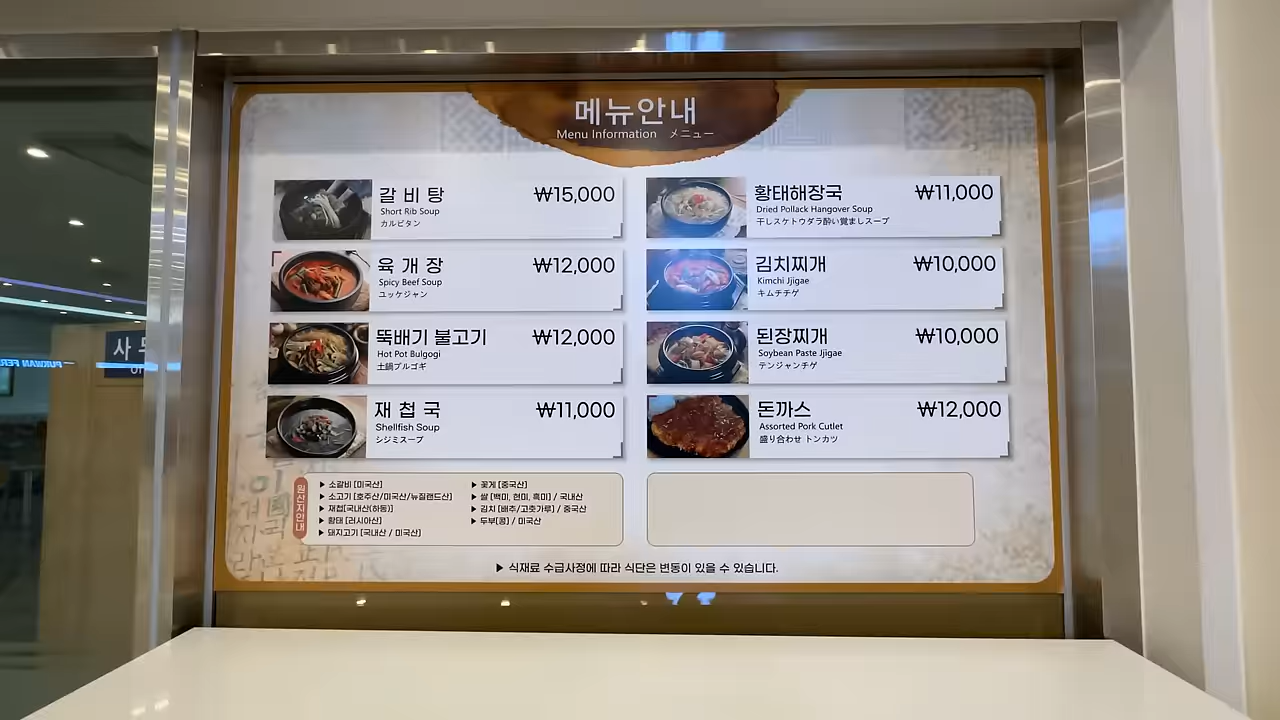 메뉴안내
Menu Information メニュー
갈 비 탕 ₩15,000
Short Rib Soup
カルビタン
육 개 장 ₩12,000
Spicy Beef Soup
ユッケジャン
뚝배기 불고기 ₩12,000
Hot Pot Bulgogi
土鍋プルゴギ
재 첩 국 ₩11,000
Shellfish Soup
シジミスープ
황태해장국 ₩11,000
Dried Pollack Hangover Soup
干しスケトウダラ酔い覚ましスープ
김치찌개 ₩10,000
Kimchi Jjigae
キムチチゲ
된장찌개 ₩10,000
Soybean Paste Jjigae
テンジャンチゲ
돈까스 ₩12,000
Assorted Pork Cutlet
盛り合わせ トンカツ
원산지안내
▶ 소갈비 [미국산]
▶ 소고기 [호주산/미국산/뉴질랜드산]
▶ 재첩[국내산(하동)]
▶ 황태 [러시아산]
▶ 돼지고기 [국내산 / 미국산]
▶ 꽃게 [중국산]
▶ 쌀 [백미, 현미, 흑미] / 국내산
▶ 김치 [배추/고춧가루] / 중국산
▶ 두부[콩] / 미국산
▶ 식재료 수급사정에 따라 식단은 변동이 있을 수 있습니다.
사